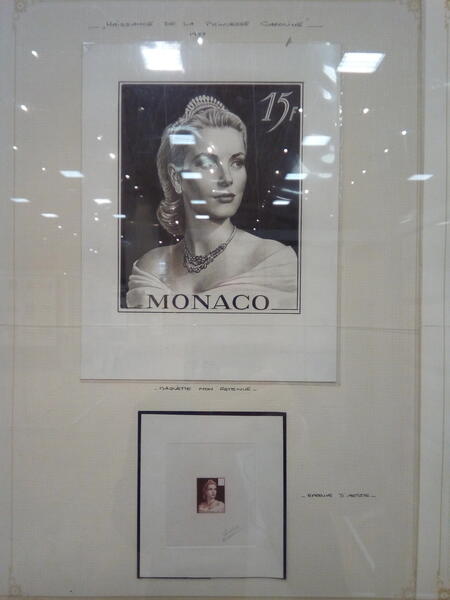 - „ NAISSANCE DE LA PRINCESSE CAROLINE " -
1957
15F
MONACO
- MAQUETTE NON RETENUE -
- EPREUVE D'ARTISTE -